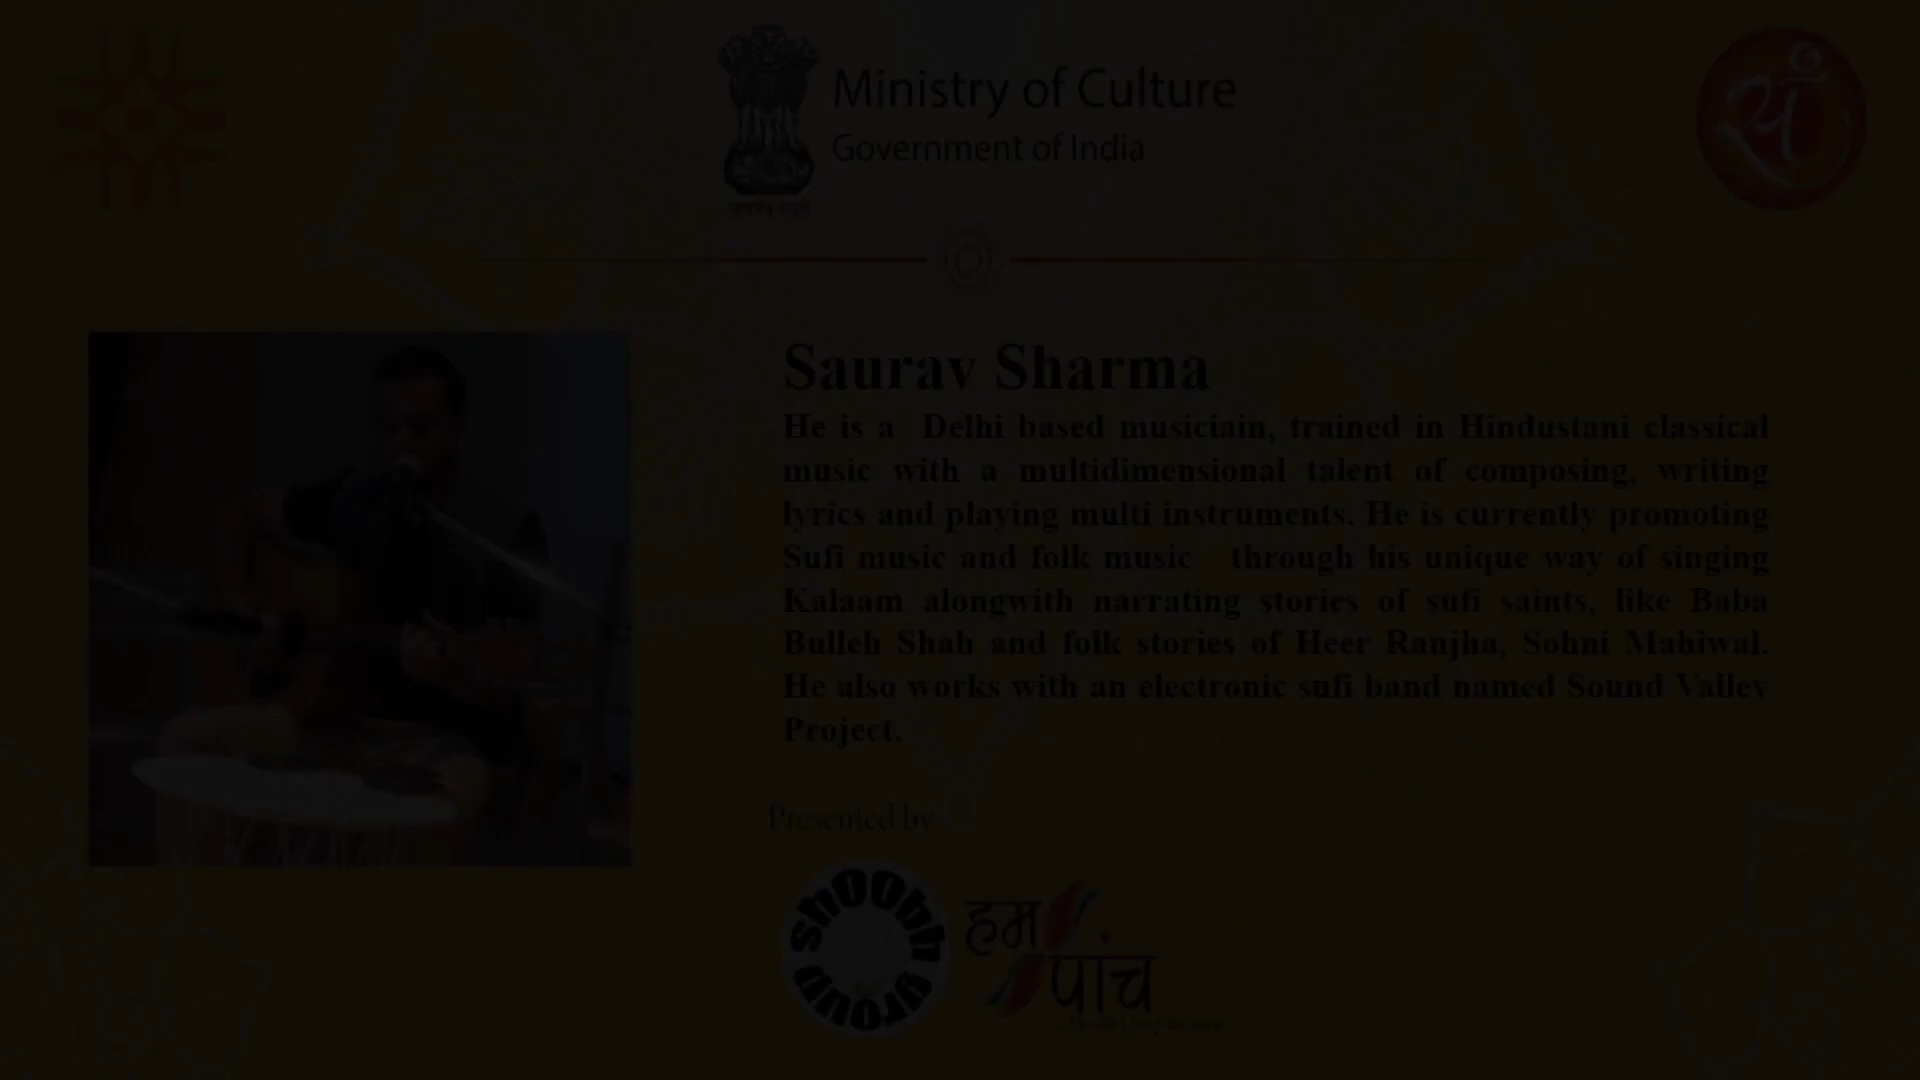 Ministry of Culture
Government of India
सं
Saurav Sharma
He is a Delhi based musiciain, trained in Hindustani classical
music with a multidimensional talent of composing, writing
lyrics and playing multi instruments. He is currently promoting
Sufi music and folk music through his unique way of singing
Kalaam alongwith narrating stories of sufi saints, like Baba
Bulleh Shah and folk stories of Heer Ranjha, Sohni Mahiwal.
He also works with an electronic sufi band named Sound Valley
Project.
Presented by
shoobh
group
हम
पांच